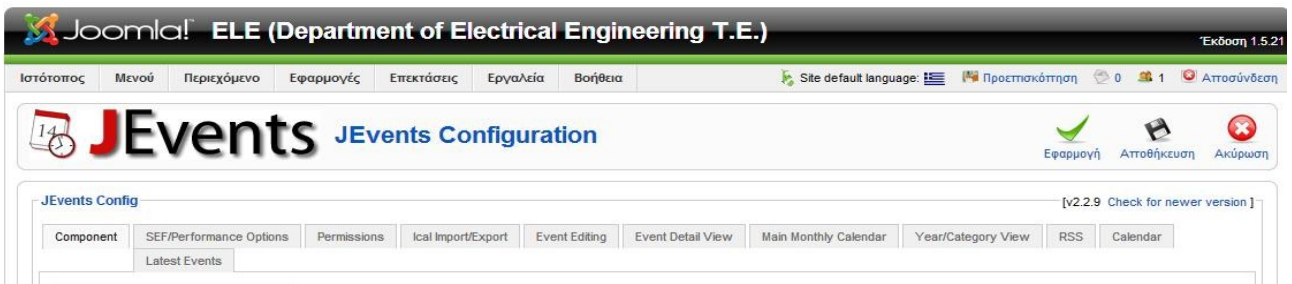 Joomla! ELE (Department of Electrical Engineering T.E.)
Έκδοση 1.5.21
Ιστότοπος Μενού Περιεχόμενο Εφαρμογές Επεκτάσεις Εργαλεία Βοήθεια Site default language: Προεπισκόπηση 0 1 Αποσύνδεση
14 JEvents JEvents Configuration
Εφαρμογή Αποθήκευση Ακύρωση
JEvents Config [v2.2.9 Check for newer version ]
Component SEF/Performance Options Permissions Ical Import/Export Event Editing Event Detail View Main Monthly Calendar Year/Category View RSS Calendar
Latest Events